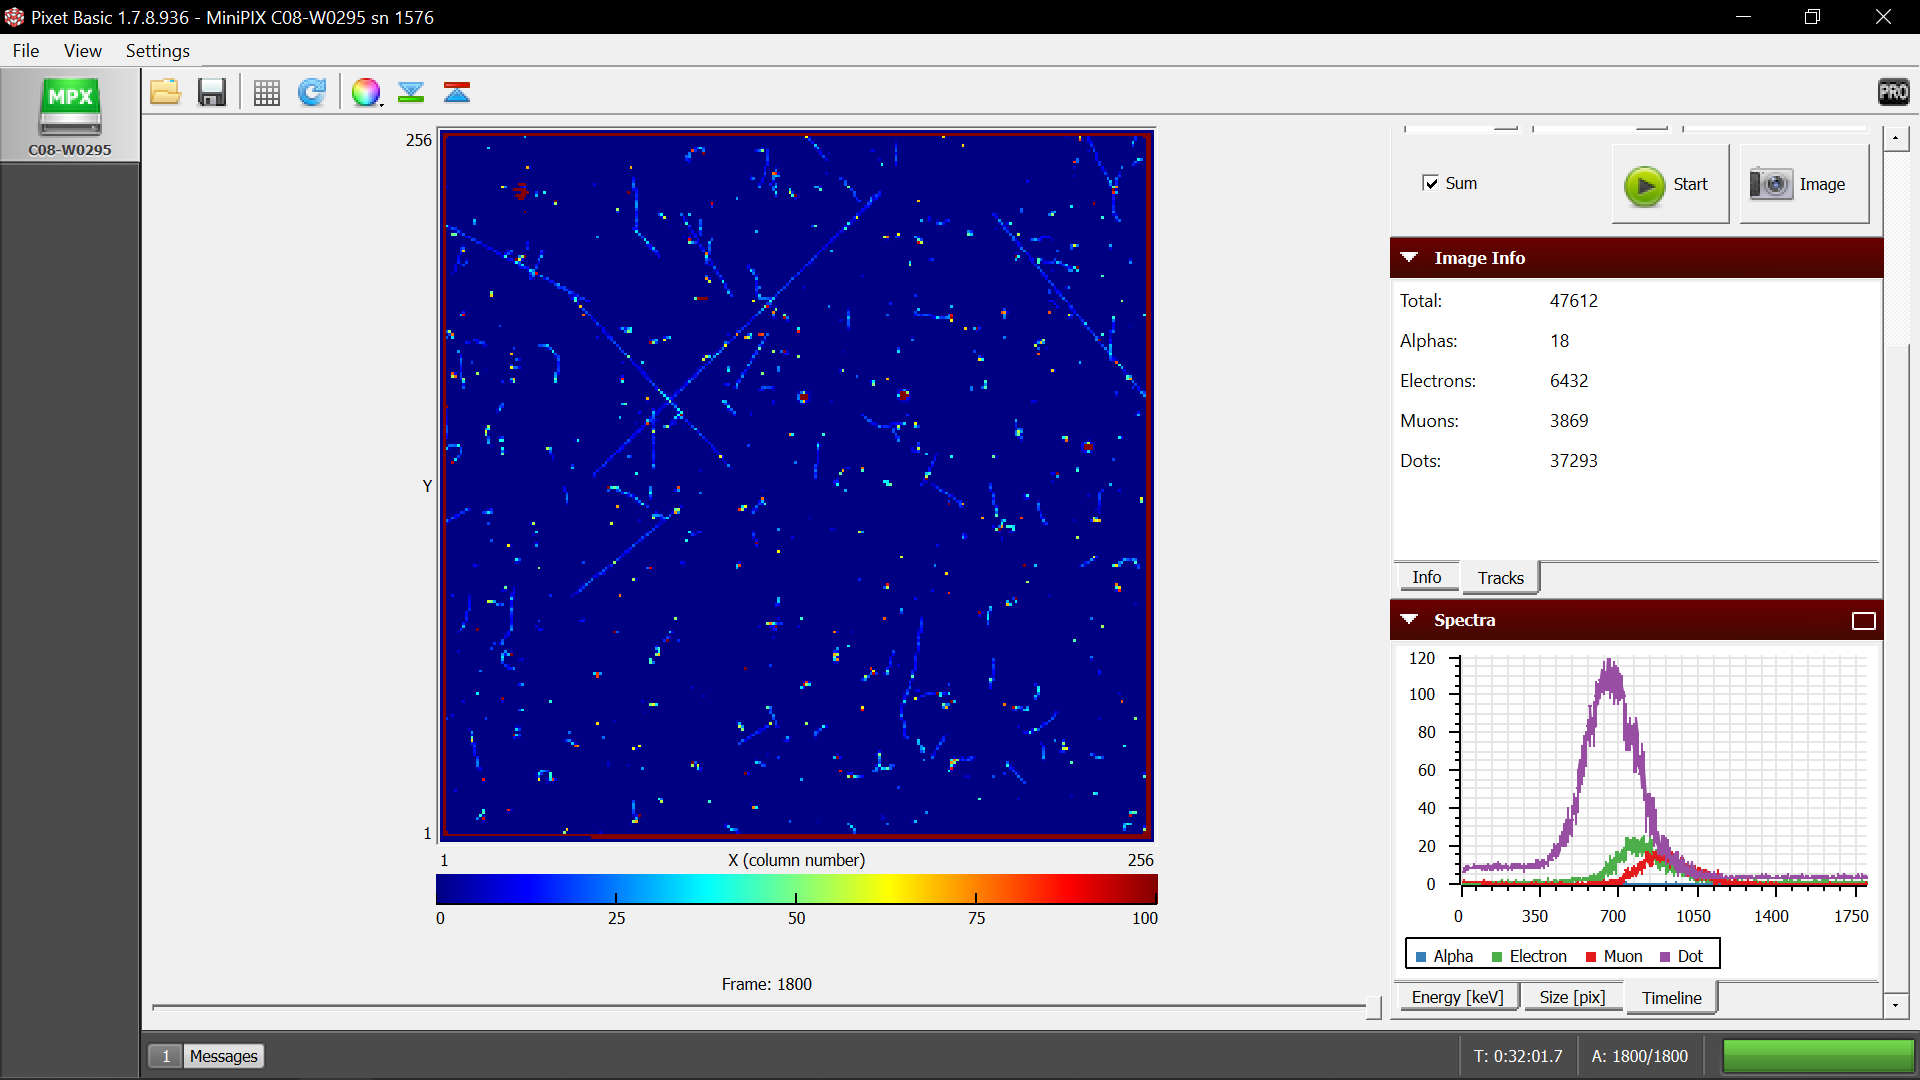 Pixet Basic 1.7.8.936 - MiniPIX C08-W0295 sn 1576
File View Settings
MPX
C08-W0295
PRO
256
Y
1
1 X (column number) 256
0 25 50 75 100
Frame: 1800
Sum
Start
Image
Image Info
Total: 47612
Alphas: 18
Electrons: 6432
Muons: 3869
Dots: 37293
Info Tracks
Spectra
120
100
80
60
40
20
0
0 350 700 1050 1400 1750
Alpha Electron Muon Dot
Energy [keV] Size [pix] Timeline
1 Messages
T: 0:32:01.7 A: 1800/1800